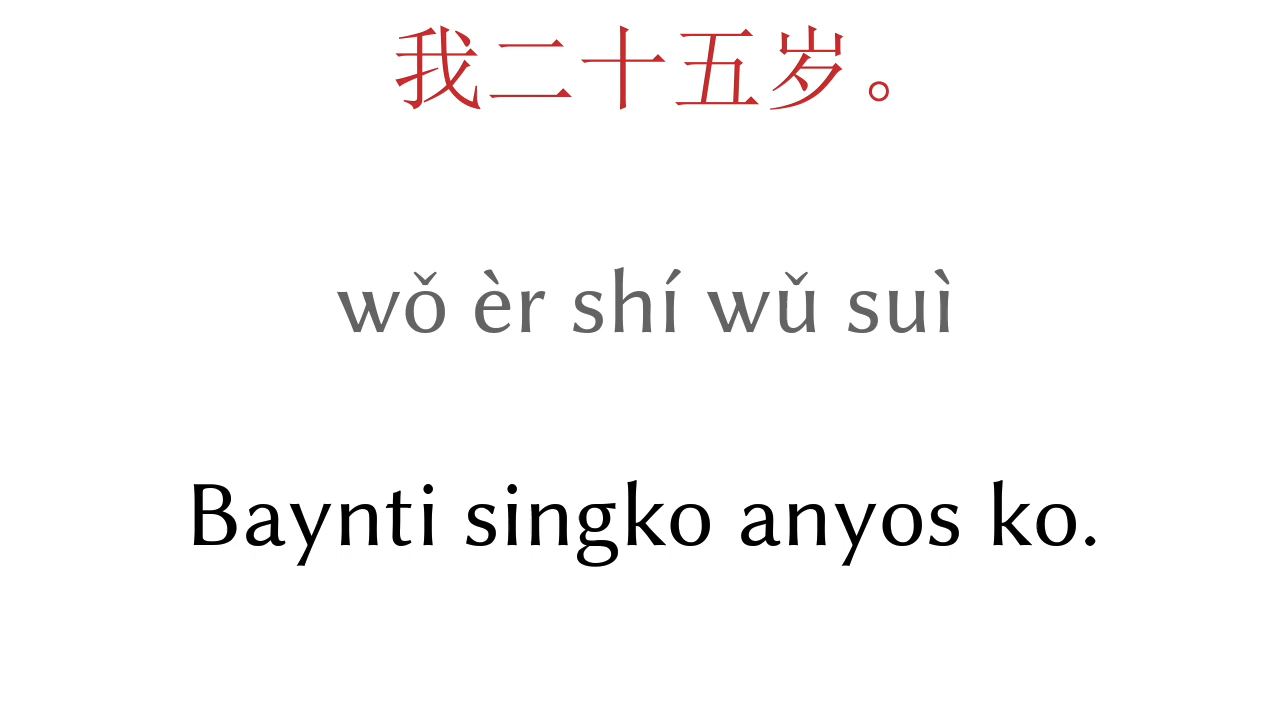 我二十五岁。
wǒ èr shí wǔ suì
Baynti singko anyos ko.